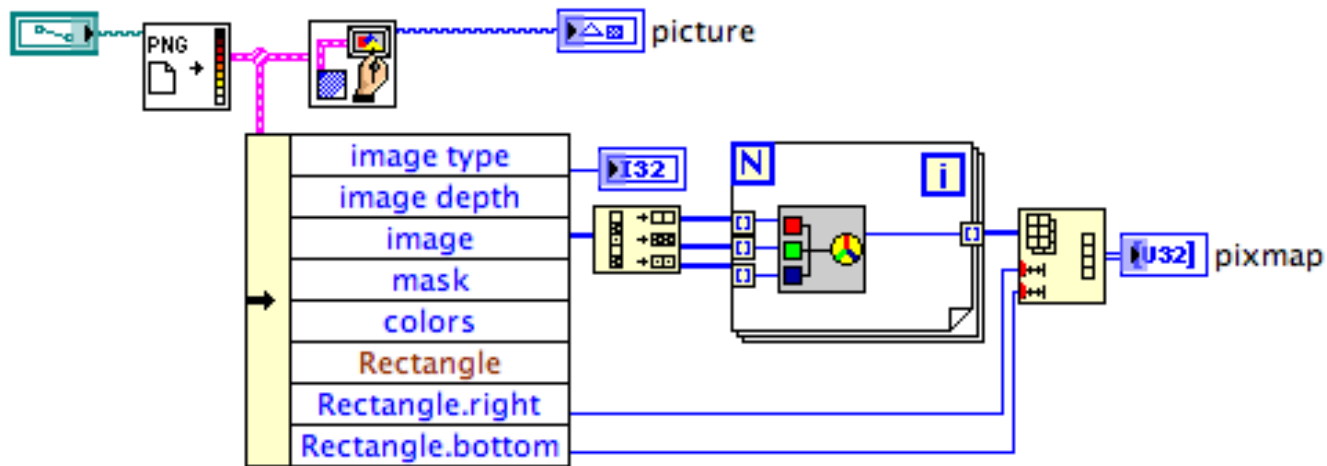 PNG
picture
image type
I32
image depth
image
mask
colors
Rectangle
Rectangle.right
Rectangle.bottom
N
i
[U32]
pixmap